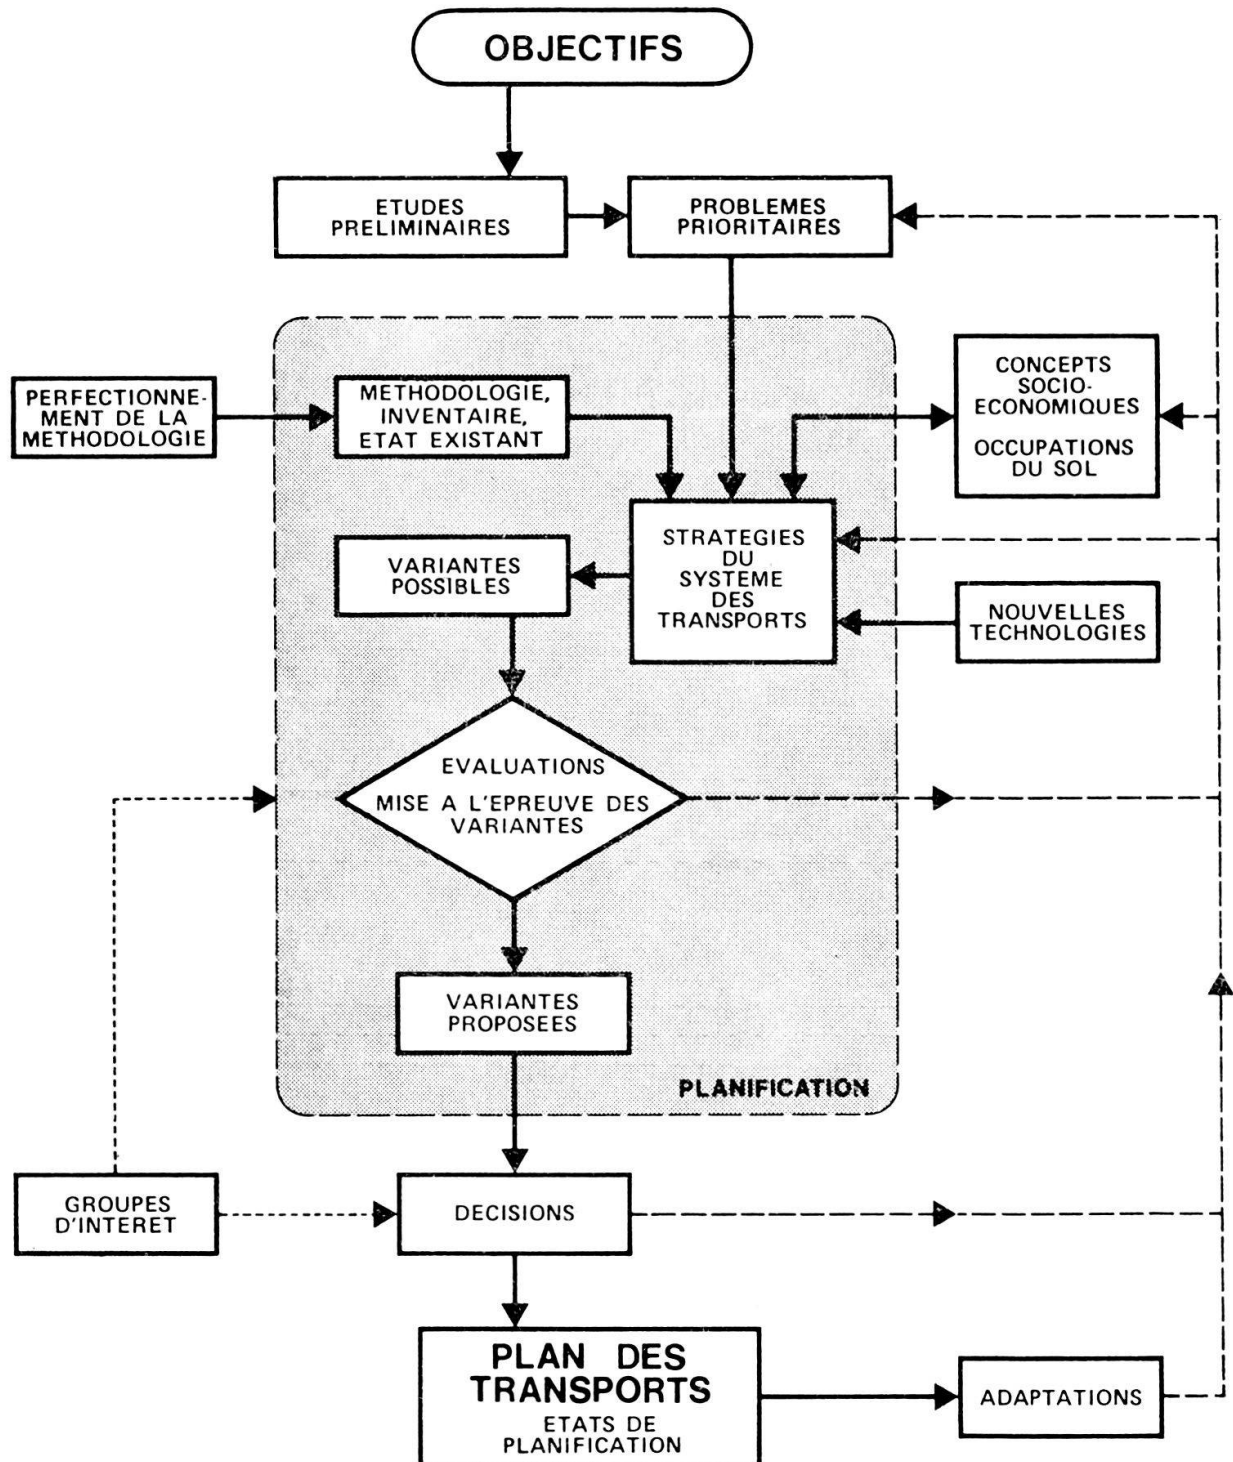 OBJECTIFS
ETUDES
PRELIMINAIRES
PROBLEMES
PRIORITAIRES
PERFECTIONNE-
MENT DE LA
METHODOLOGIE
METHODOLOGIE,
INVENTAIRE,
ETAT EXISTANT
CONCEPTS
SOCIO-
ECONOMIQUES
OCCUPATIONS
DU SOL
VARIANTES
POSSIBLES
STRATEGIES
DU
SYSTEME
DES
TRANSPORTS
NOUVELLES
TECHNOLOGIES
EVALUATIONS
MISE A L'EPREUVE DES
VARIANTES
VARIANTES
PROPOSEES
PLANIFICATION
GROUPES
D'INTERET
DECISIONS
PLAN DES
TRANSPORTS
ETATS DE
PLANIFICATION
ADAPTATIONS